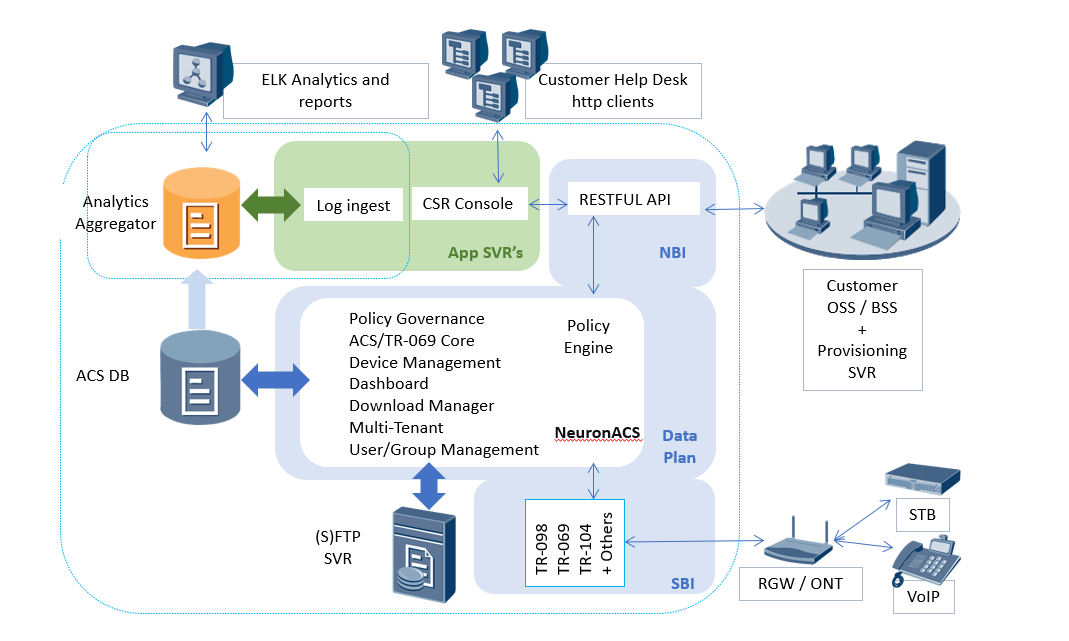 ELK Analytics and
reports
Customer Help Desk
http clients
Analytics
Aggregator
Log ingest
CSR Console
RESTFUL API
App SVR's
NBI
Customer
OSS / BSS
+
Provisioning
SVR
ACS DB
Policy Governance
ACS/TR-069 Core
Device Management
Dashboard
Download Manager
Multi-Tenant
User/Group Management
Policy
Engine
NeuronACS
Data
Plan
(S)FTP
SVR
TR-098
TR-069
TR-104
+ Others
SBI
RGW / ONT
STB
VoIP